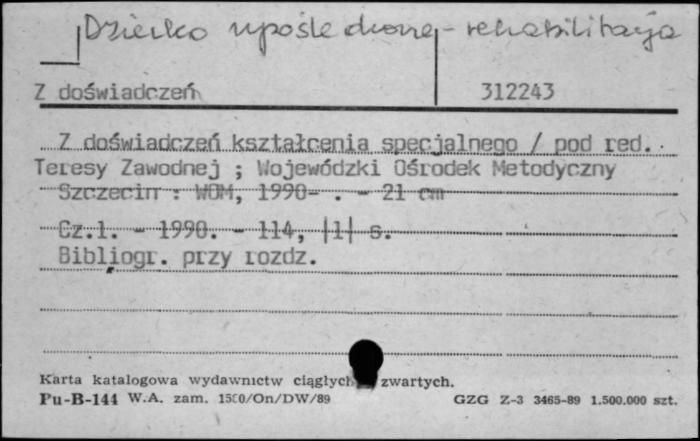 Dziecko upośledzone - rehabilitacja
Z doświadczeń 312243
Z doświadczeń kształcenia specjalnego / pod red.
Teresy Zawodnej ; Wojewódzki Ośrodek Metodyczny
Szczecin : WOM, 1990- . - 21 cm
Cz.1. - 1990. - 114, |1| s.
Bibliogr. przy rozdz.
Karta katalogowa wydawnictw ciągłych zwartych.
Pu-B-144 W.A. zam. 1500/On/DW/89 GZG Z-3 3465-89 1.500.000 szt.